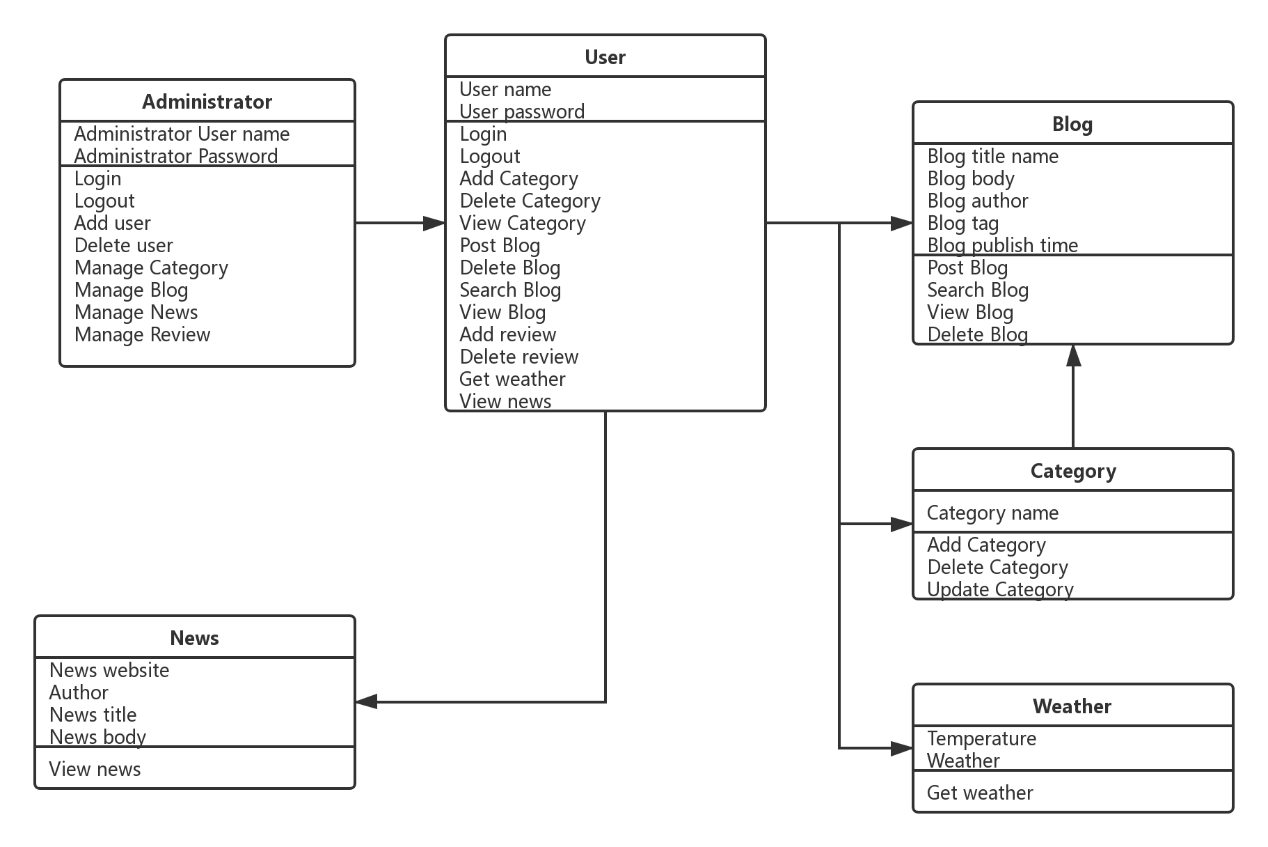 Administrator
Administrator User name
Administrator Password
Login
Logout
Add user
Delete user
Manage Category
Manage Blog
Manage News
Manage Review
User
User name
User password
Login
Logout
Add Category
Delete Category
View Category
Post Blog
Delete Blog
Search Blog
View Blog
Add review
Delete review
Get weather
View news
Blog
Blog title name
Blog body
Blog author
Blog tag
Blog publish time
Post Blog
Search Blog
View Blog
Delete Blog
Category
Category name
Add Category
Delete Category
Update Category
News
News website
Author
News title
News body
View news
Weather
Temperature
Weather
Get weather